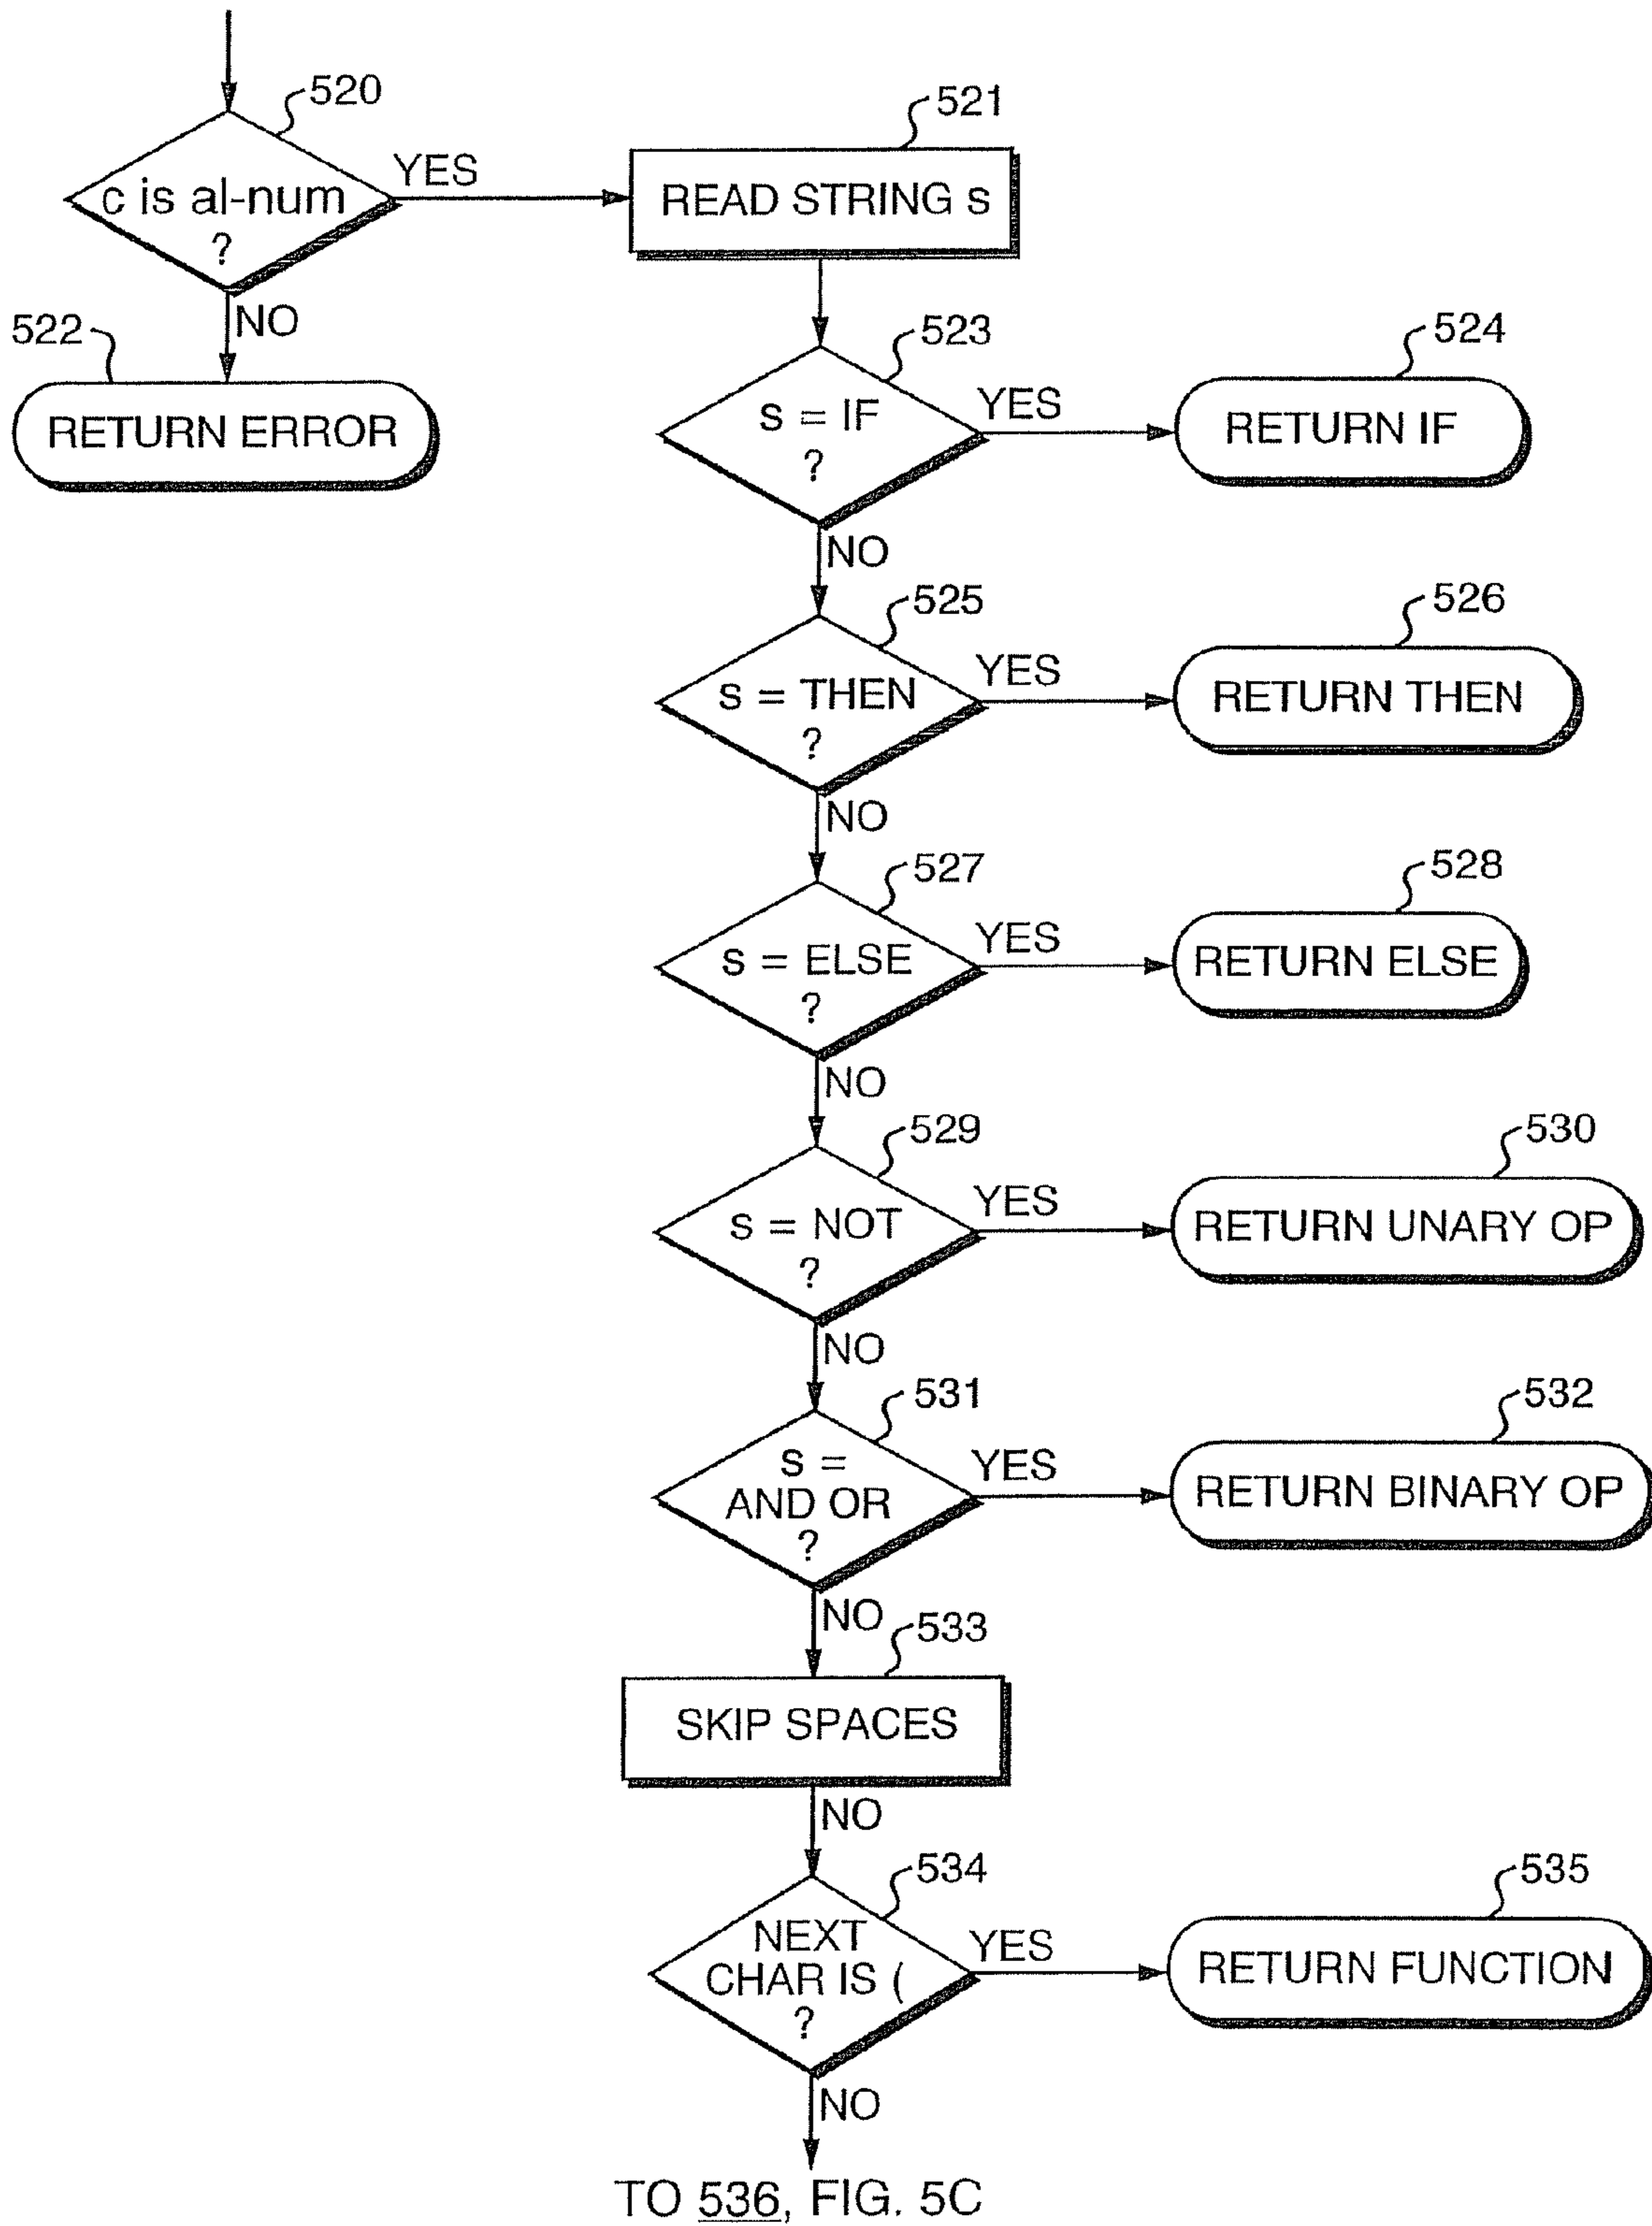 520
c is al-num
?
YES
521
READ STRING s
NO
522
RETURN ERROR
523
s = IF
?
YES
524
RETURN IF
NO
525
s = THEN
?
YES
526
RETURN THEN
NO
527
s = ELSE
?
YES
528
RETURN ELSE
NO
529
s = NOT
?
YES
530
RETURN UNARY OP
NO
531
s =
AND OR
?
YES
532
RETURN BINARY OP
NO
533
SKIP SPACES
NO
534
NEXT
CHAR IS (
?
YES
535
RETURN FUNCTION
NO
TO 536, FIG. 5C